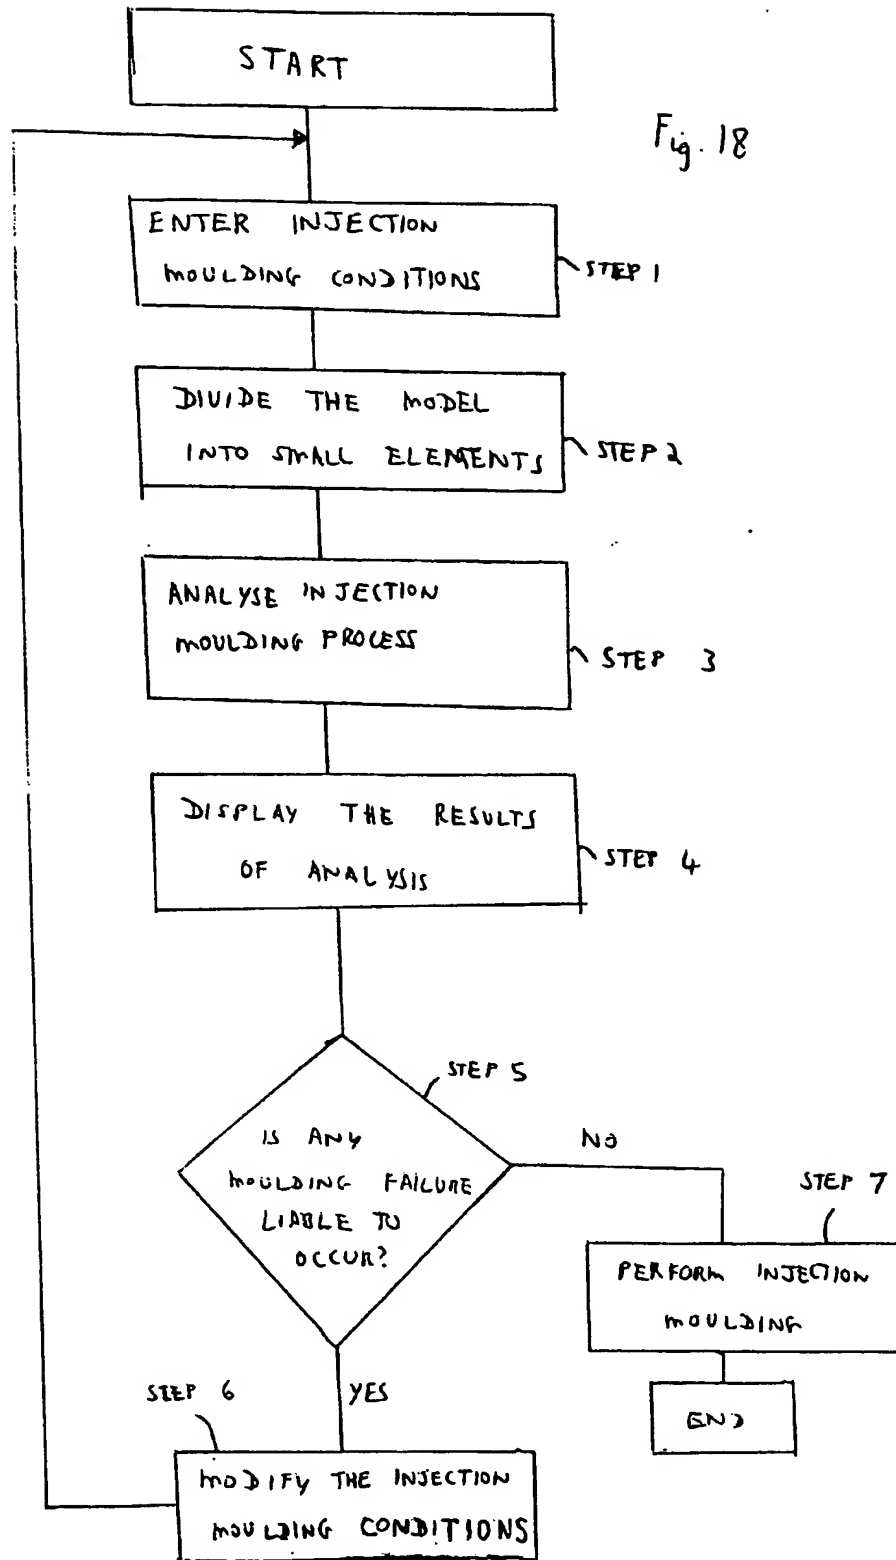 START
Fig. 18
ENTER INJECTION
MOULDING CONDITIONS
STEP 1
DIVIDE THE MODEL
INTO SMALL ELEMENTS
STEP 2
ANALYSE INJECTION
MOULDING PROCESS
STEP 3
DISPLAY THE RESULTS
OF ANALYSIS
STEP 4
STEP 5
IS ANY
MOULDING FAILURE
LIABLE TO
OCCUR?
NO
STEP 7
PERFORM INJECTION
MOULDING
END
YES
STEP 6
MODIFY THE INJECTION
MOULDING CONDITIONS